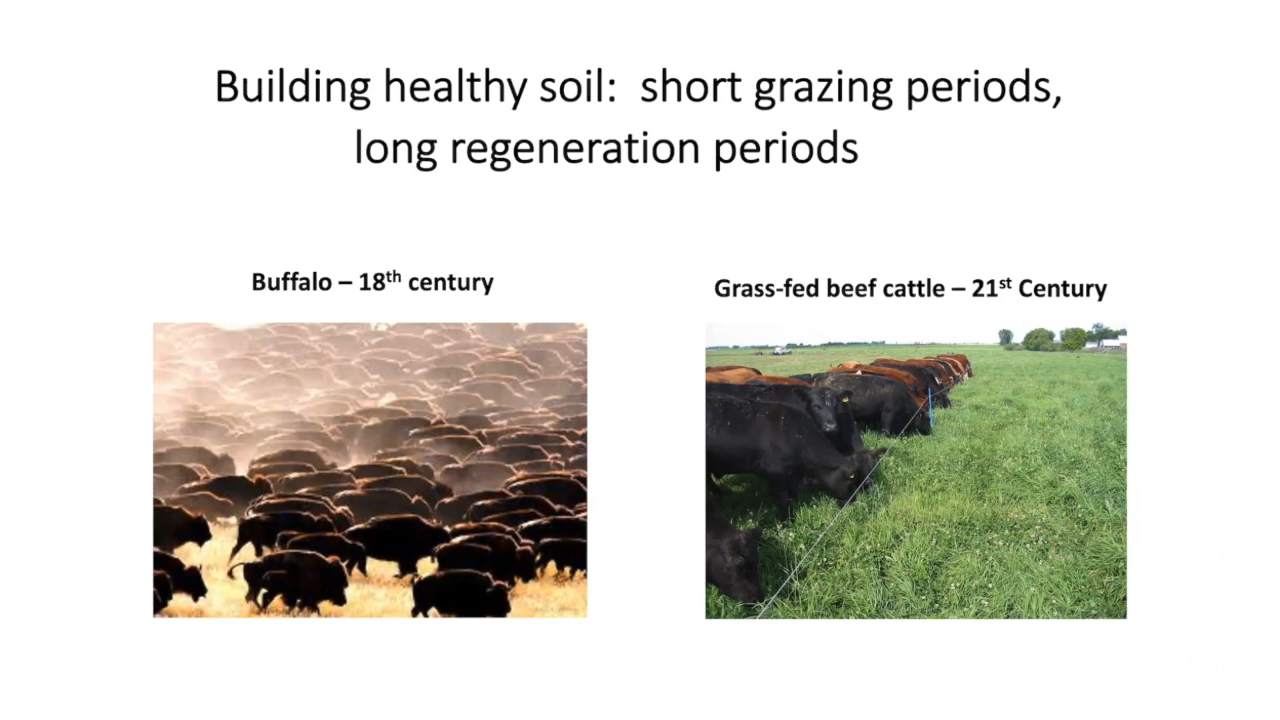 Building healthy soil:  short grazing periods,
long regeneration periods
Buffalo – 18th century
Grass-fed beef cattle – 21st Century